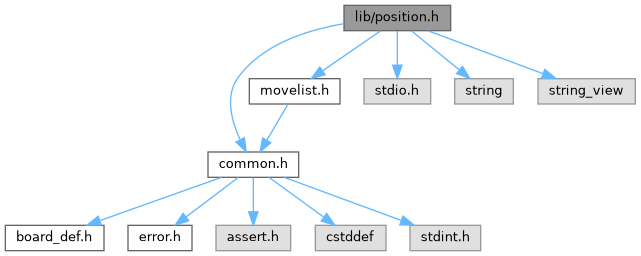 lib/position.h
movelist.h
stdio.h
string
string_view
common.h
board_def.h
error.h
assert.h
cstddef
stdint.h